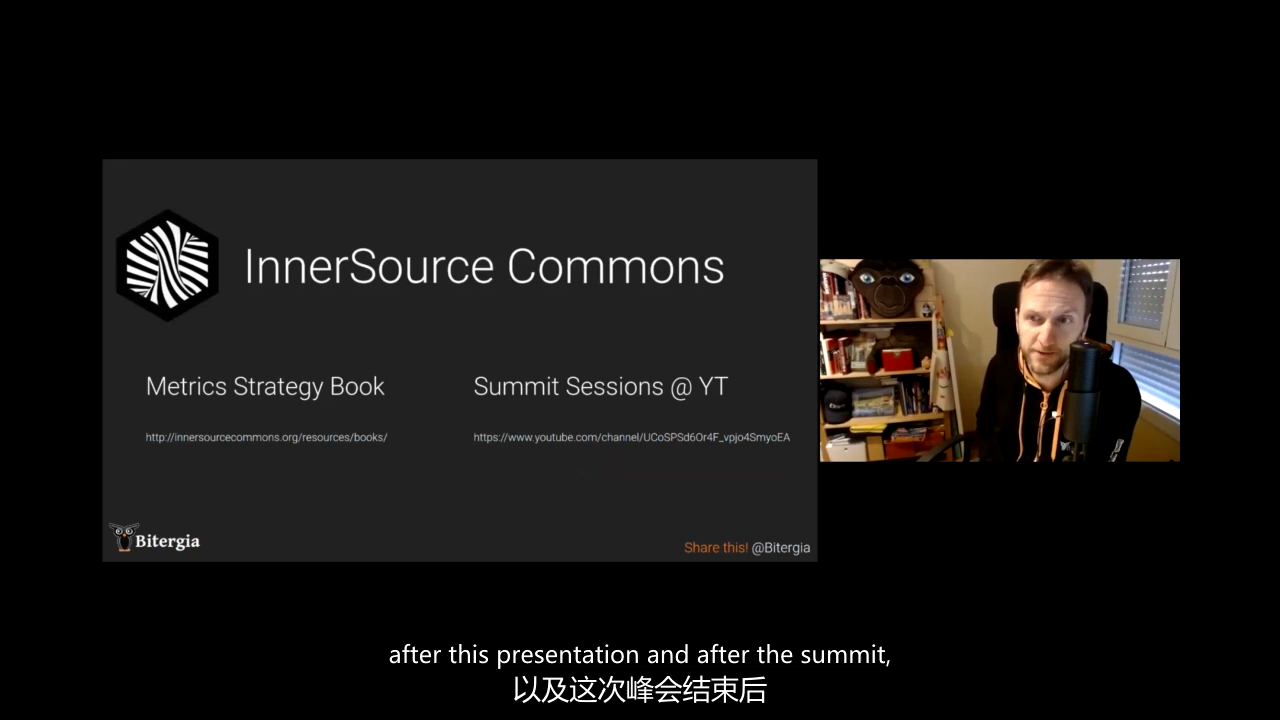 InnerSource Commons
Metrics Strategy Book
Summit Sessions @ YT
http://innersourcecommons.org/resources/books/
https://www.youtube.com/channel/UCoSPSd6Or4F_vpjo4SmyoEA
Bitergia
Share this! @Bitergia
after this presentation and after the summit,
以及这次峰会结束后